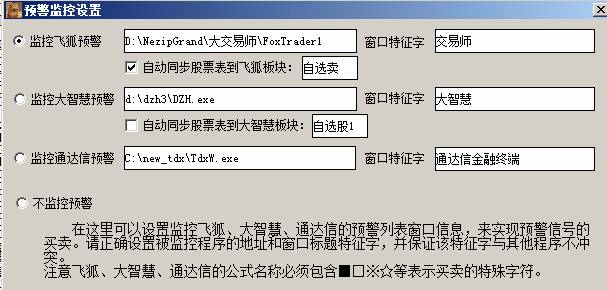 预警监控设置
监控飞狐预警 D:\NezipGrand\大交易师\FoxTrader1 窗口特征字 交易师
自动同步股票表到飞狐板块: 自选卖
监控大智慧预警 d:\dzh3\DZH.exe 窗口特征字 大智慧
自动同步股票表到大智慧板块: 自选股1
监控通达信预警 C:\new_tdx\TdxW.exe 窗口特征字 通达信金融终端
不监控预警
在这里可以设置监控飞狐、大智慧、通达信的预警列表窗口信息，来实现预警信号的
买卖。请正确设置被监控程序的地址和窗口标题特征字，并保证该特征字与其他程序不冲
突。
注意飞狐、大智慧、通达信的公式名称必须包含■□※☆等表示买卖的特殊字符。